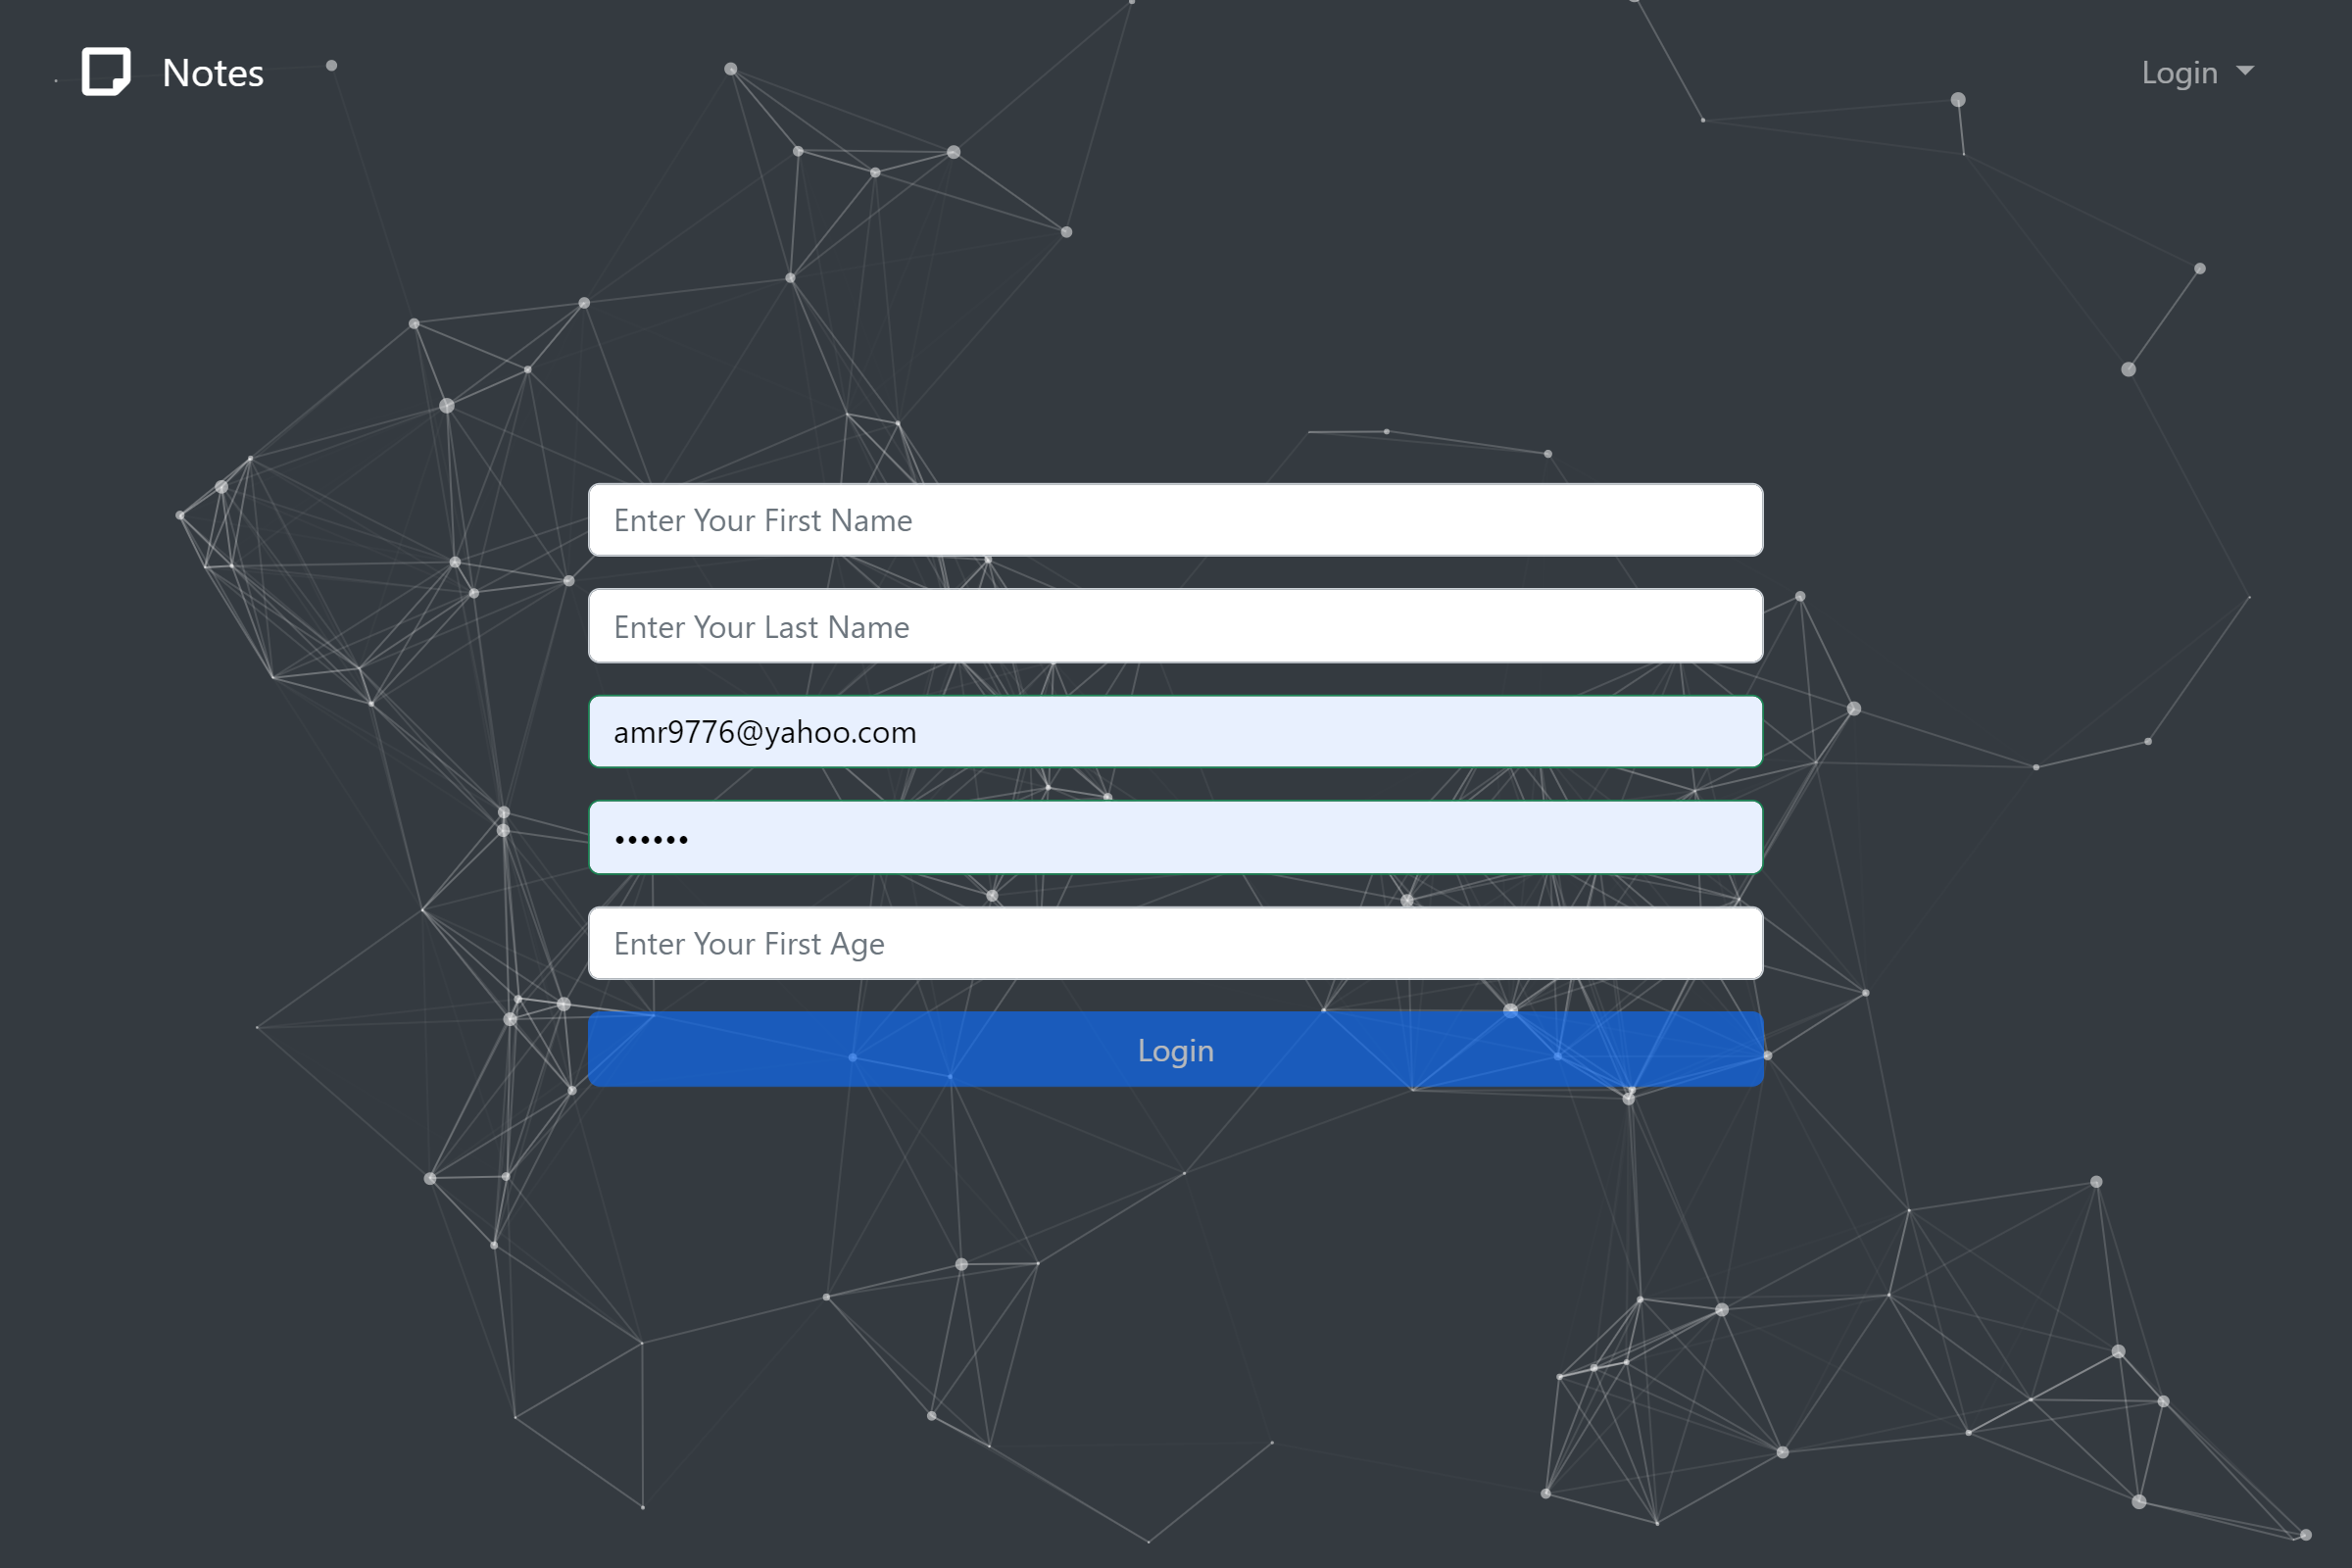 Notes
Login
Enter Your First Name
Enter Your Last Name
amr9776@yahoo.com
••••••
Enter Your First Age
Login